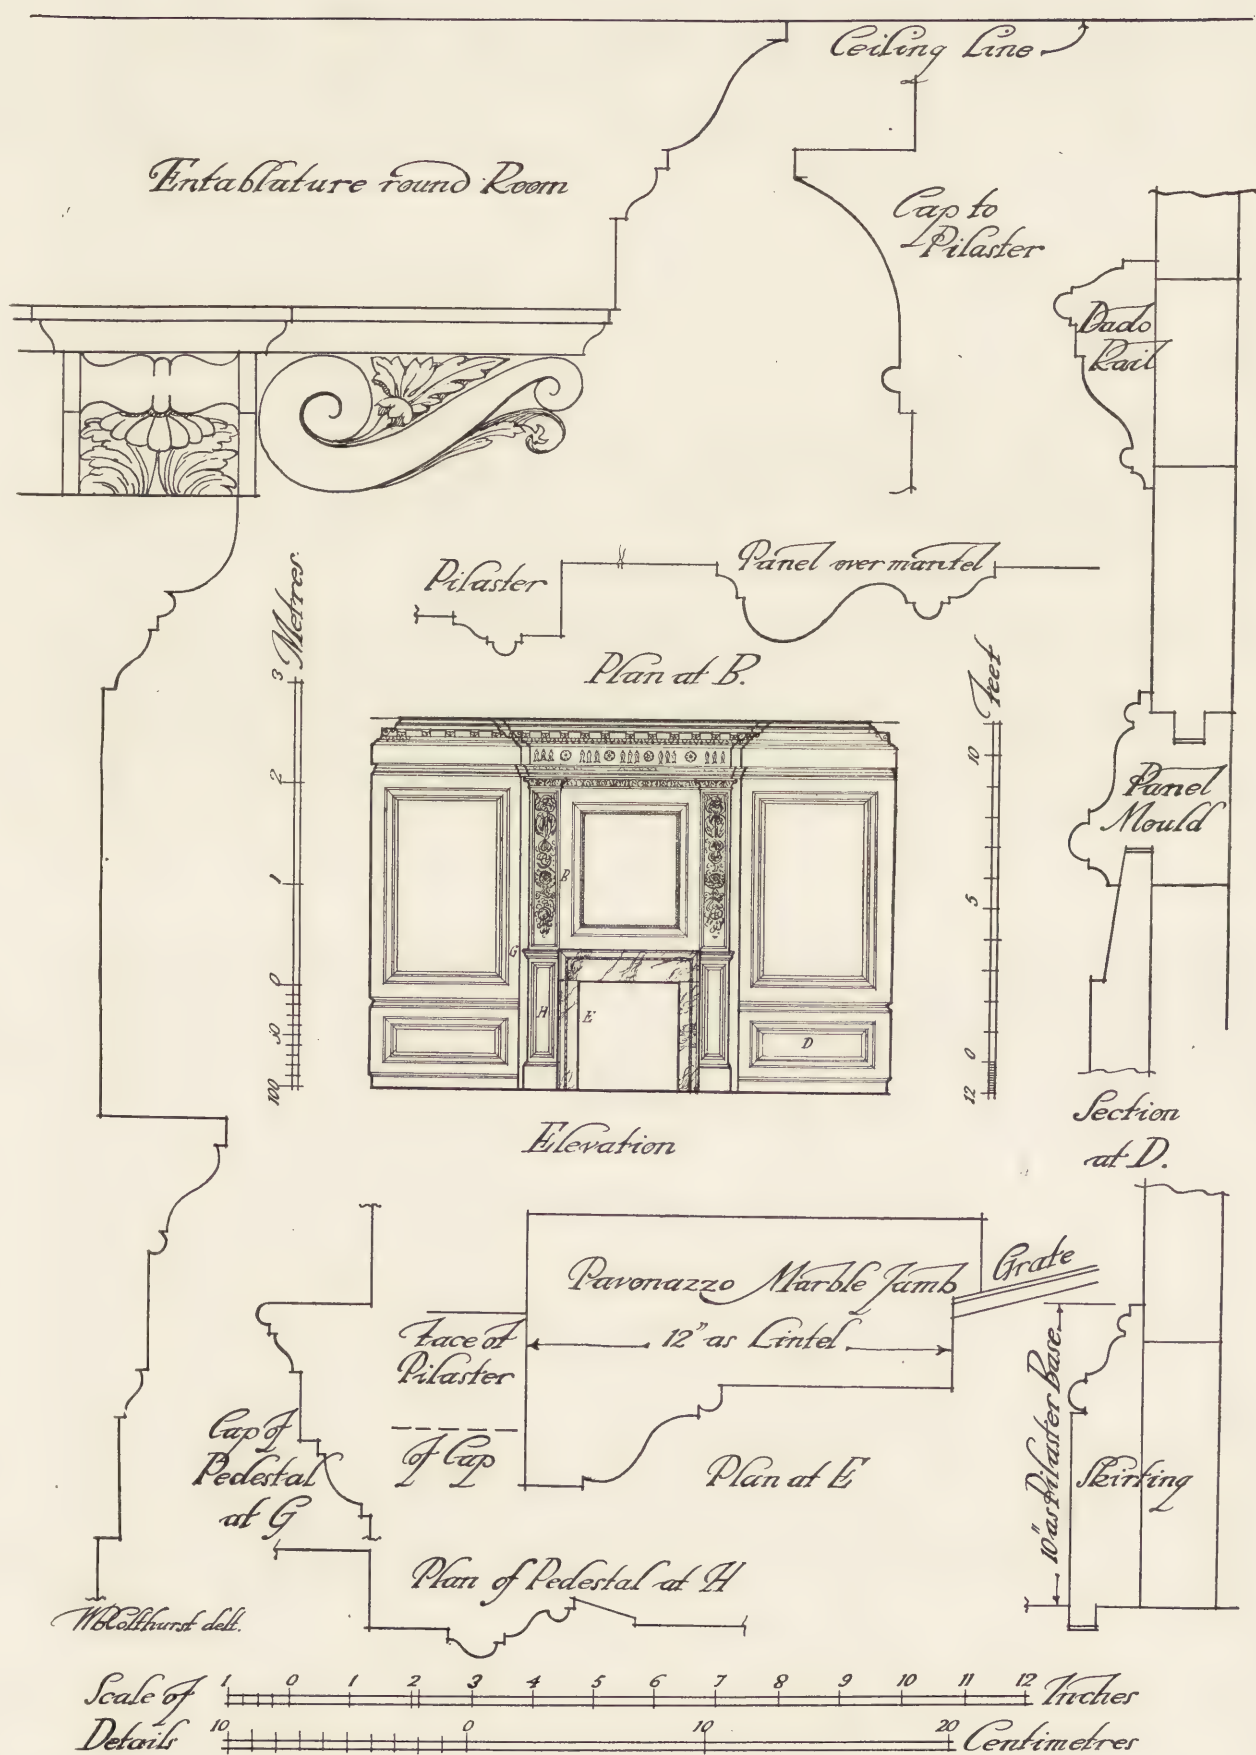 Ceiling Line
Entablature round Room
Cap to
Pilaster
Dado
Rail
Pilaster
Panel over mantel
Plan at B.
3 Metres
2
1
0
50
100
Feet
10
5
0
12
Panel
Mould
B
G
H
E
D
Elevation
Section
at D.
Pavonazzo Marble Jamb
Grate
Face of
Pilaster
12" as Lintel
of Cap
Plan at E
Cap of
Pedestal
at G
10" as Pilaster base
Skirting
Plan of Pedestal at H
delt.
Scale of
Details
1 0 1 2 3 4 5 6 7 8 9 10 11 12 Inches
10 0 10 20 Centimetres